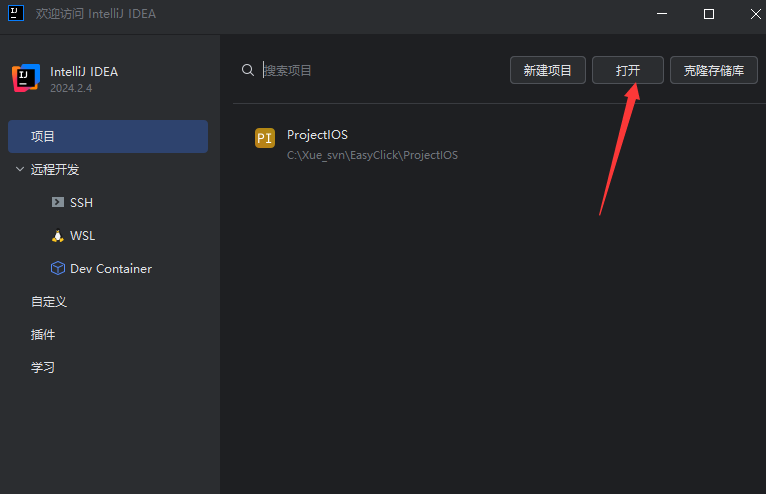 欢迎访问 IntelliJ IDEA
IntelliJ IDEA
2024.2.4
项目
远程开发
SSH
WSL
Dev Container
自定义
插件
学习
搜索项目
新建项目
打开
克隆存储库
PI
ProjectIOS
C:\Xue_svn\EasyClick\ProjectIOS